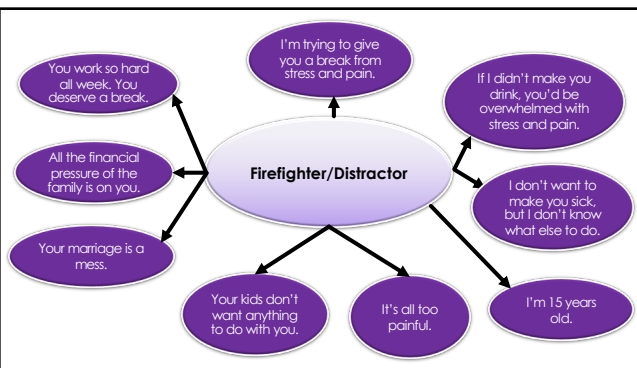 I'm trying to give
you a break from
stress and pain.
You work so hard
all week. You
deserve a break.
If I didn't make you
drink, you'd be
overwhelmed with
stress and pain.
All the financial
pressure of the
family is on you.
Firefighter/Distractor
I don't want to
make you sick,
but I don't know
what else to do.
Your marriage is a
mess.
Your kids don't
want anything
to do with you.
It's all too
painful.
I'm 15 years
old.